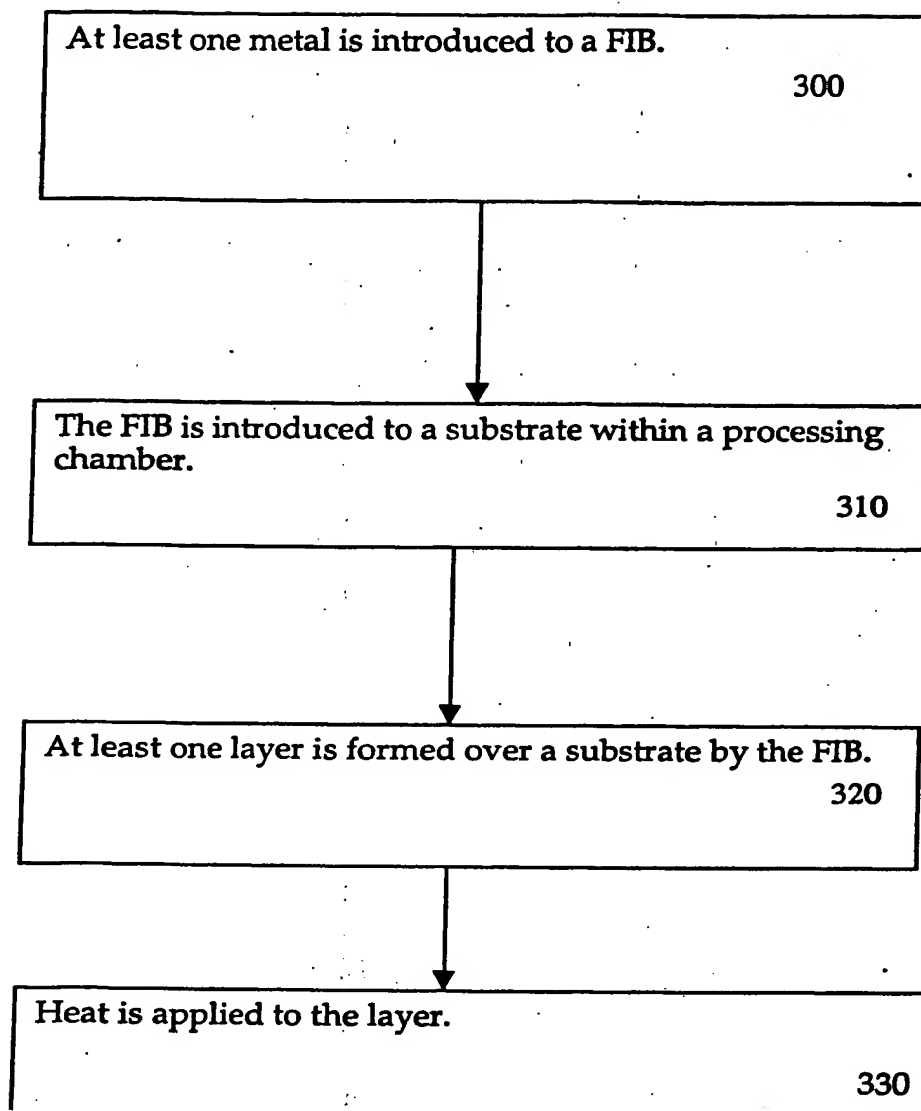 At least one metal is introduced to a FIB.
300
The FIB is introduced to a substrate within a processing
chamber.
310
At least one layer is formed over a substrate by the FIB.
320
Heat is applied to the layer.
330